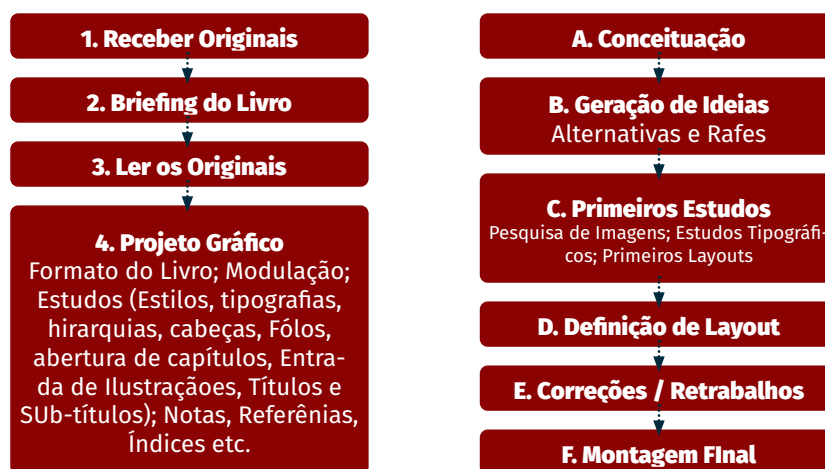 1. Receber Originais
2. Briefing do Livro
3. Ler os Originais
4. Projeto Gráfico
Formato do Livro; Modulação;
Estudos (Estilos, tipografias,
hirarquias, cabeças, Fólos,
abertura de capítulos, Entra-
da de Ilustraçãoes, Títulos e
SUb-títulos); Notas, Referênias,
Índices etc.
A. Conceituação
B. Geração de Ideias
Alternativas e Rafes
C. Primeiros Estudos
Pesquisa de Imagens; Estudos Tipográfi-
cos; Primeiros Layouts
D. Definição de Layout
E. Correções / Retrabalhos
F. Montagem FInal